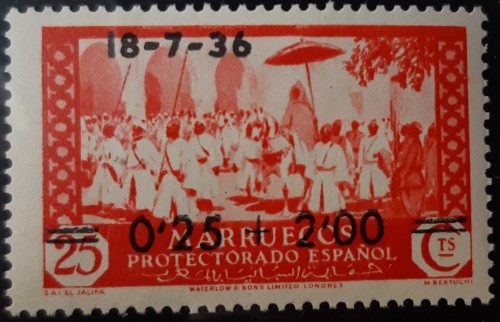 18-7-36
0'25 + 2'00
MARRUECOS
25 CTS
PROTECTORADO ESPAÑOL
S.A.I. EL JALIFA
WATERLOW & SONS LIMITED, LONDRES
M. BERTUCHI